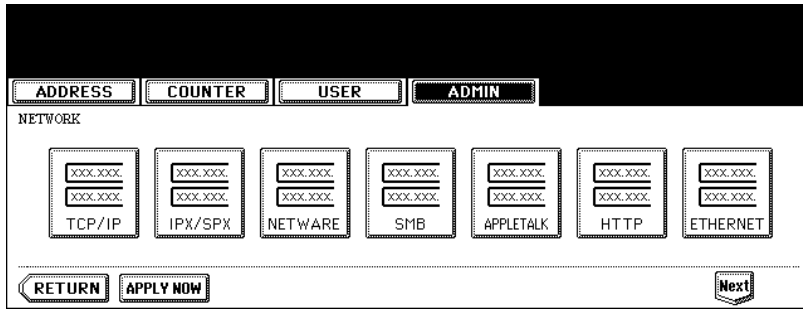 ADDRESS COUNTER USER ADMIN
NETWORK
XXX.XXX. XXX.XXX. XXX.XXX. XXX.XXX. XXX.XXX. XXX.XXX. XXX.XXX.
XXX.XXX. XXX.XXX. XXX.XXX. XXX.XXX. XXX.XXX. XXX.XXX. XXX.XXX.
TCP/IP IPX/SPX NETWARE SMB APPLETALK HTTP ETHERNET
RETURN APPLY NOW Next